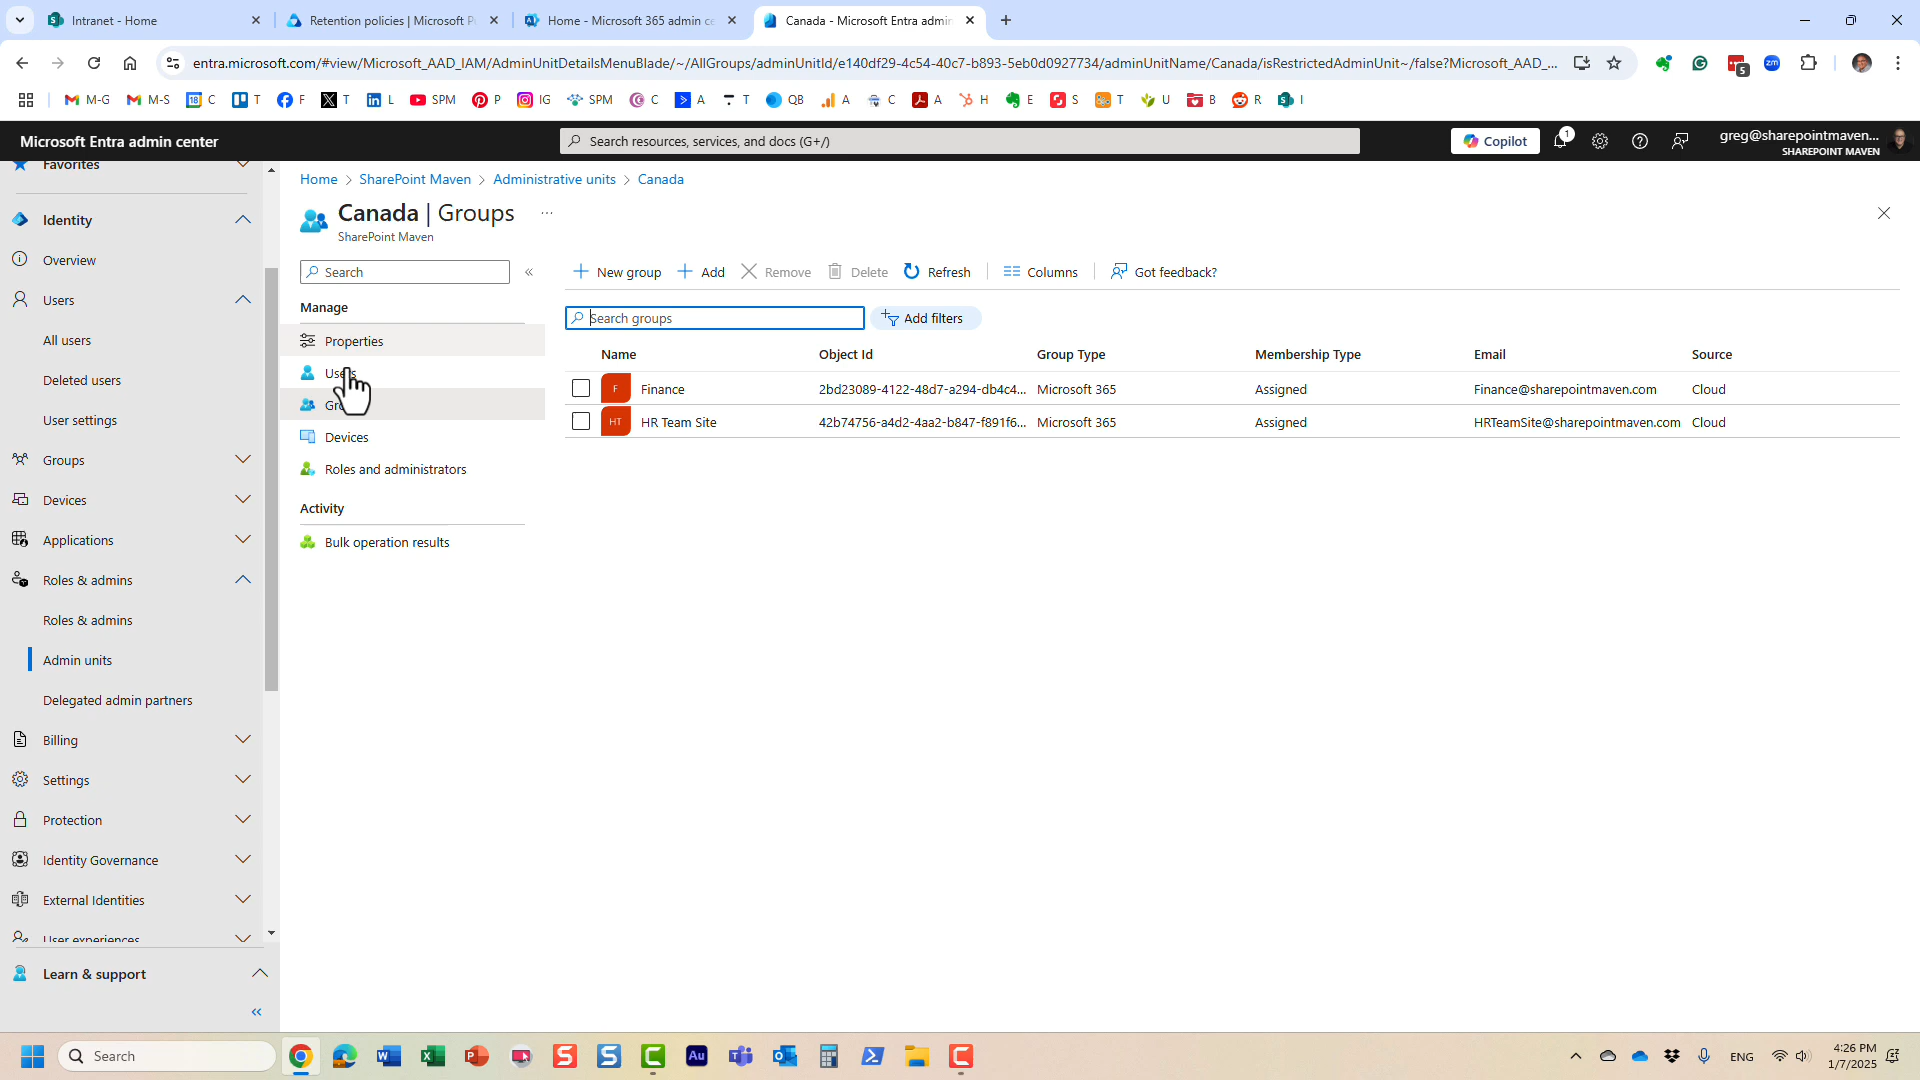 Intranet - Home
Retention policies | Microsoft P
Home - Microsoft 365 admin ce
Canada - Microsoft Entra admin
entra.microsoft.com/#view/Microsoft_AAD_IAM/AdminUnitDetailsMenuBlade/~/AllGroups/adminUnitId/e140df29-4c54-40c7-b893-5eb0d0927734/adminUnitName/Canada/isRestrictedAdminUnit~/false?Microsoft_AAD_...
5
zm
M-G M-S C T F T L SPM P IG SPM C A T QB A C A H E S T U B R I
Microsoft Entra admin center
Search resources, services, and docs (G+/)
Copilot
1
greg@sharepointmaven....
SHAREPOINT MAVEN
Favorites
Identity
Overview
Users
All users
Deleted users
User settings
Groups
Devices
Applications
Roles & admins
Roles & admins
Admin units
Delegated admin partners
Billing
Settings
Protection
Identity Governance
External Identities
User experiences
Learn & support
Home > SharePoint Maven > Administrative units > Canada
Canada | Groups ...
SharePoint Maven
Search
Manage
Properties
Users
Devices
Roles and administrators
Activity
Bulk operation results
New group Add Remove Delete Refresh Columns Got feedback?
Search groups
Add filters
Name Object Id Group Type Membership Type Email Source
F Finance 2bd23089-4122-48d7-a294-db4c4... Microsoft 365 Assigned Finance@sharepointmaven.com Cloud
HT HR Team Site 42b74756-a4d2-4aa2-b847-f891f6... Microsoft 365 Assigned HRTeamSite@sharepointmaven.com Cloud
Search
Au
ENG
4:26 PM
1/7/2025